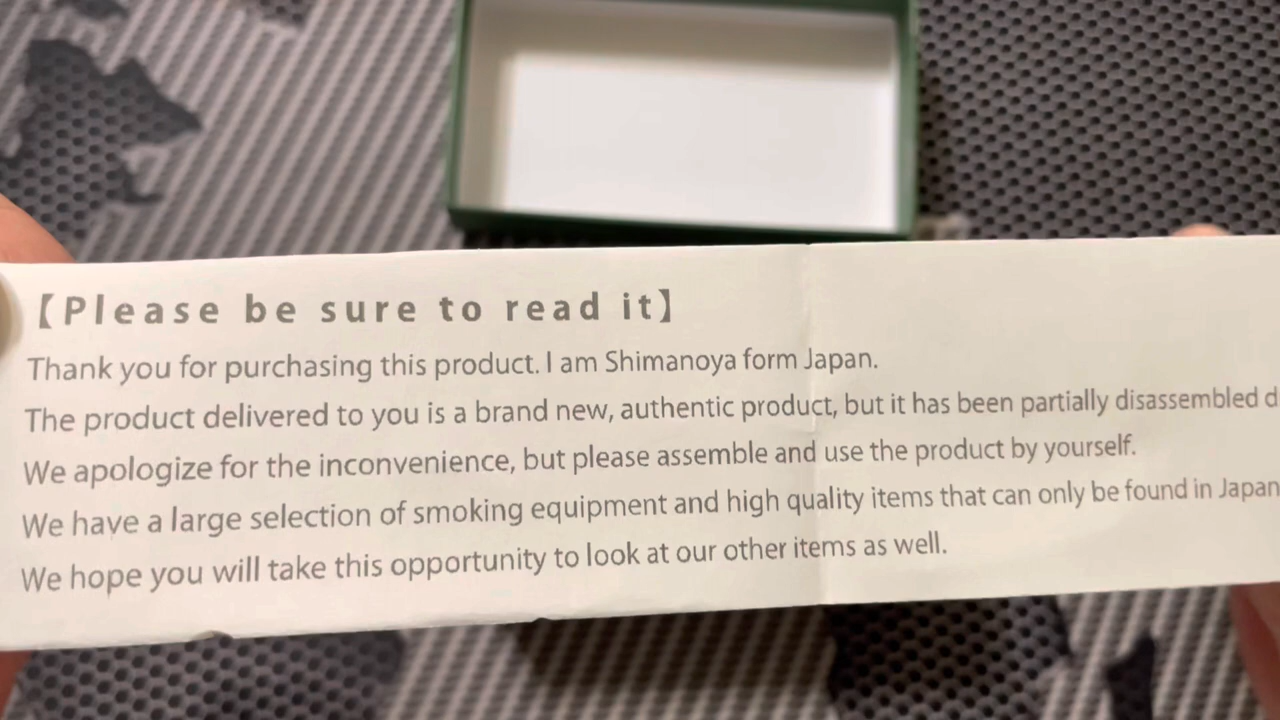 【Please be sure to read it】
Thank you for purchasing this product. I am Shimanoya form Japan.
The product delivered to you is a brand new, authentic product, but it has been partially disassembled
We apologize for the inconvenience, but please assemble and use the product by yourself.
We have a large selection of smoking equipment and high quality items that can only be found in Japan
We hope you will take this opportunity to look at our other items as well.